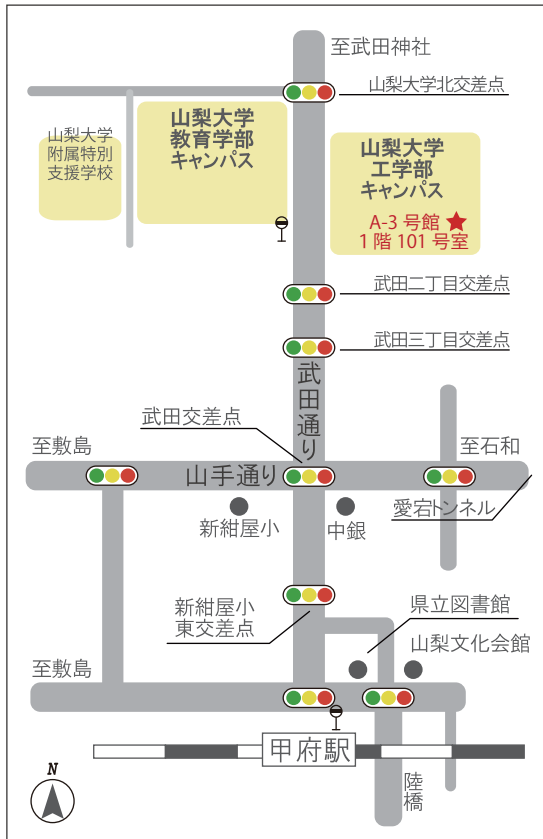 至武田神社
山梨大学北交差点
山梨大学
教育学部
キャンパス
山梨大学
附属特別
支援学校
山梨大学
工学部
キャンパス
A-3 号館 ★
1 階 101 号室
武田二丁目交差点
武田三丁目交差点
武田通り
武田交差点
至敷島
至石和
山手通り
愛宕トンネル
新紺屋小
中銀
新紺屋小
東交差点
県立図書館
山梨文化会館
至敷島
甲府駅
陸橋
N